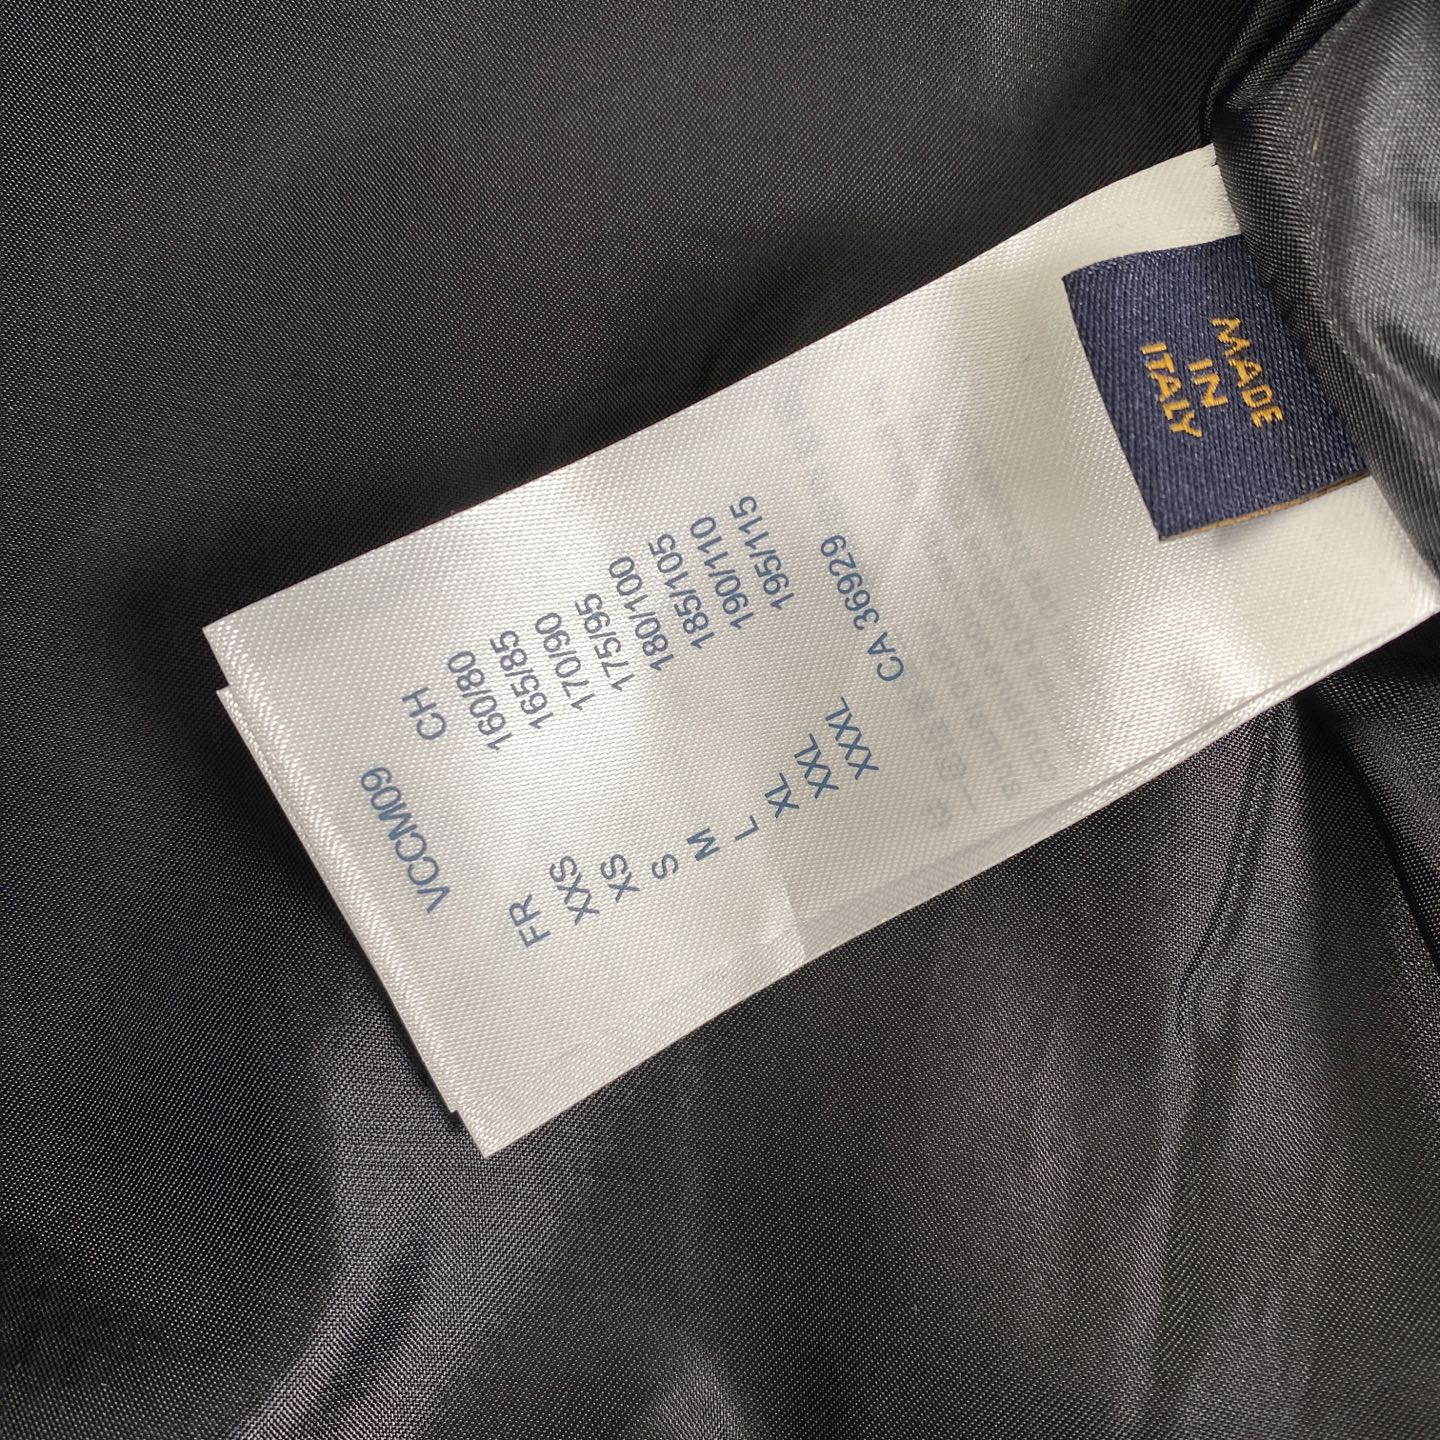 VCCM09
FR CH
XXS 160/80
XS 165/85
S 170/90
M 175/95
L 180/100
XL 185/105
XXL 190/110
XXXL 195/115
CA 36929
MADE
IN
ITALY